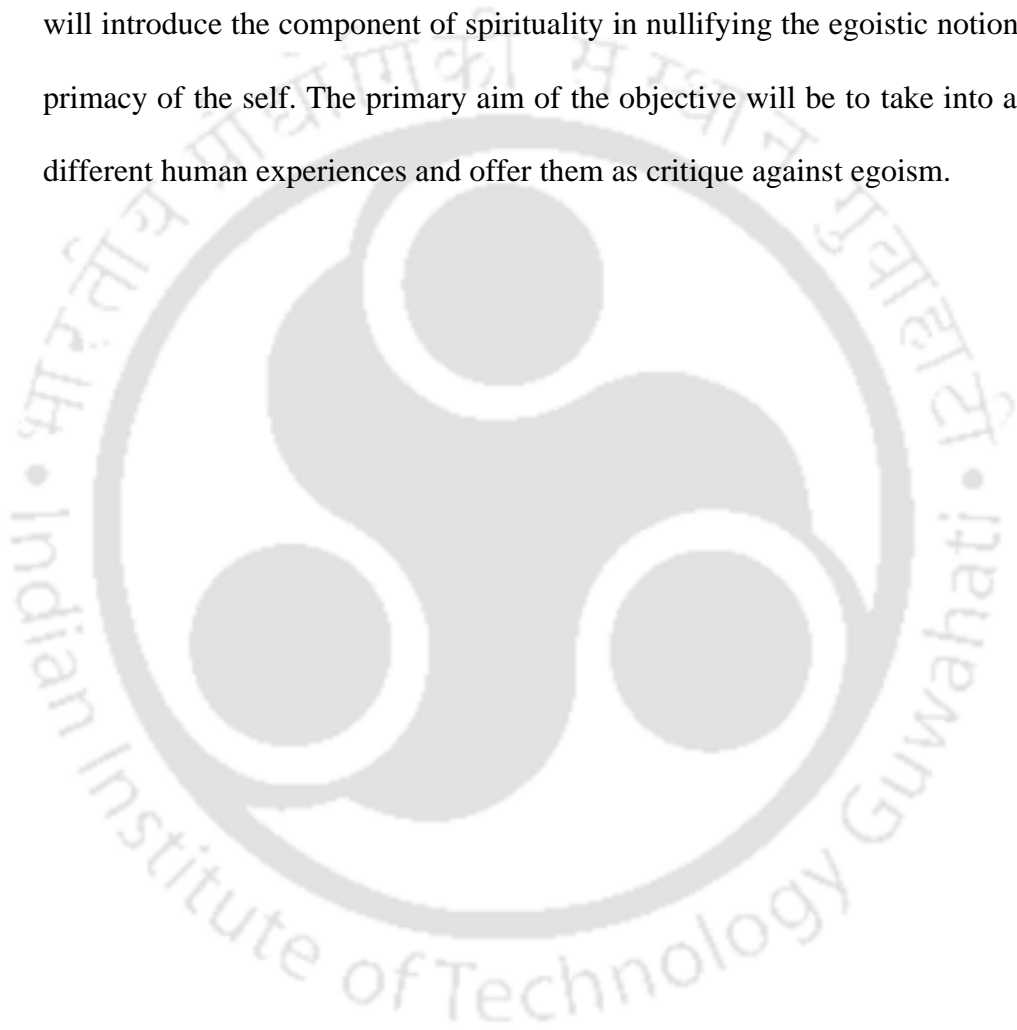 will introduce the component of spirituality in nullifying the egoistic notion
primacy of the self. The primary aim of the objective will be to take into a
different human experiences and offer them as critique against egoism.
भारतीय प्रौद्योगिकी संस्थान गुवाहाटी
• Indian Institute of Technology Guwahati •